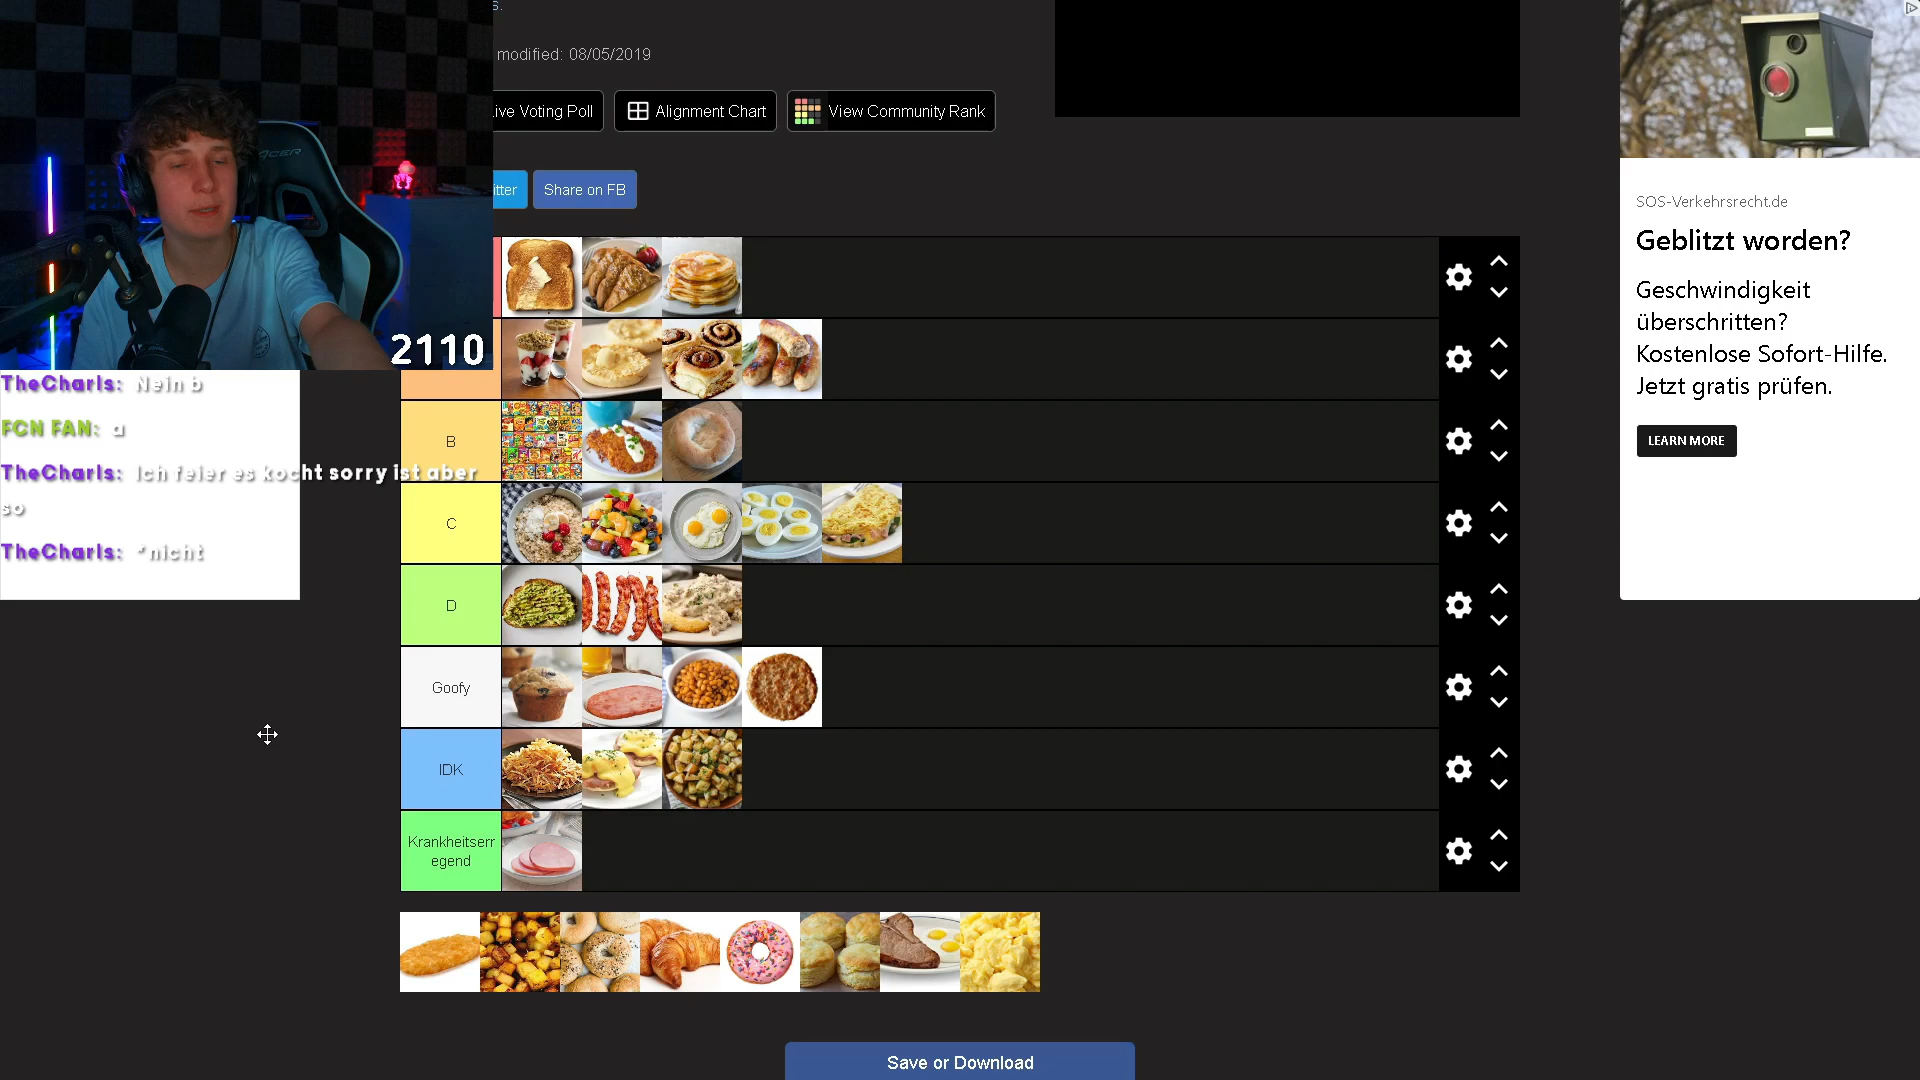 s.
modified: 08/05/2019
Live Voting Poll
Alignment Chart
View Community Rank
itter
Share on FB
ACER
2110
TheCharls: Nein b
FCN FAN: a
TheCharls: Ich feier es kocht sorry ist aber
so
TheCharls: *nicht
B
C
D
Goofy
IDK
Krankheitserr
egend
Save or Download
SOS-Verkehrsrecht.de
Geblitzt worden?
Geschwindigkeit
überschritten?
Kostenlose Sofort-Hilfe.
Jetzt gratis prüfen.
LEARN MORE